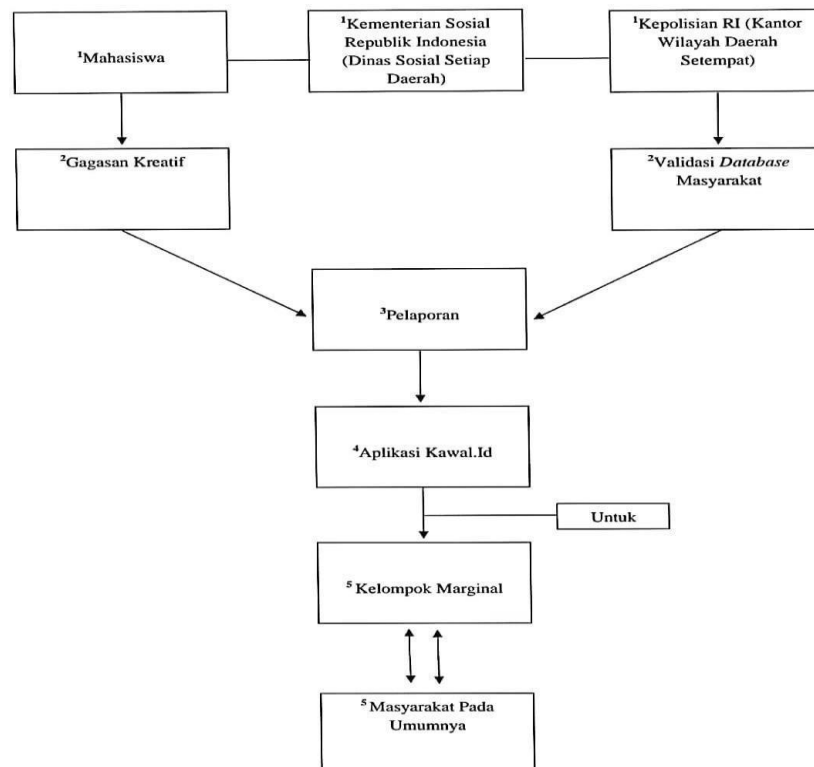 ¹Mahasiswa
¹Kementerian Sosial
Republik Indonesia
(Dinas Sosial Setiap
Daerah)
¹Kepolisian RI (Kantor
Wilayah Daerah
Setempat)
²Gagasan Kreatif
²Validasi Database
Masyarakat
³Pelaporan
⁴Aplikasi Kawal.Id
Untuk
⁵ Kelompok Marginal
⁵ Masyarakat Pada
Umumnya